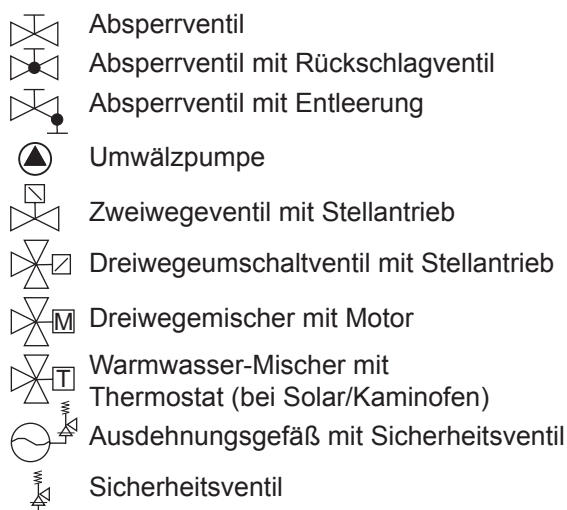 Absperrventil
Absperrventil mit Rückschlagventil
Absperrventil mit Entleerung
Umwälzpumpe
Zweiwegeventil mit Stellantrieb
Dreiwegeumschaltventil mit Stellantrieb
M Dreiwegemischer mit Motor
T Warmwasser-Mischer mit
Thermostat (bei Solar/Kaminofen)
Ausdehnungsgefäß mit Sicherheitsventil
Sicherheitsventil